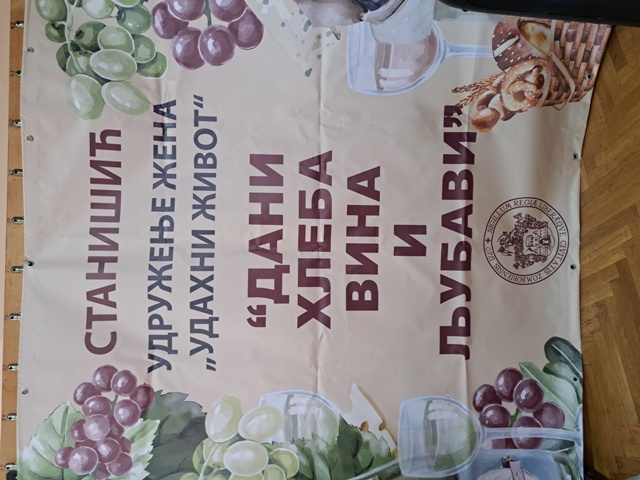 СТАНИШИЋ
УДРУЖЕЊЕ ЖЕНА
„УДАХНИ ЖИВОТ“
“ДАНИ
ХЛЕБА
ВИНА
И
ЉУБАВИ”